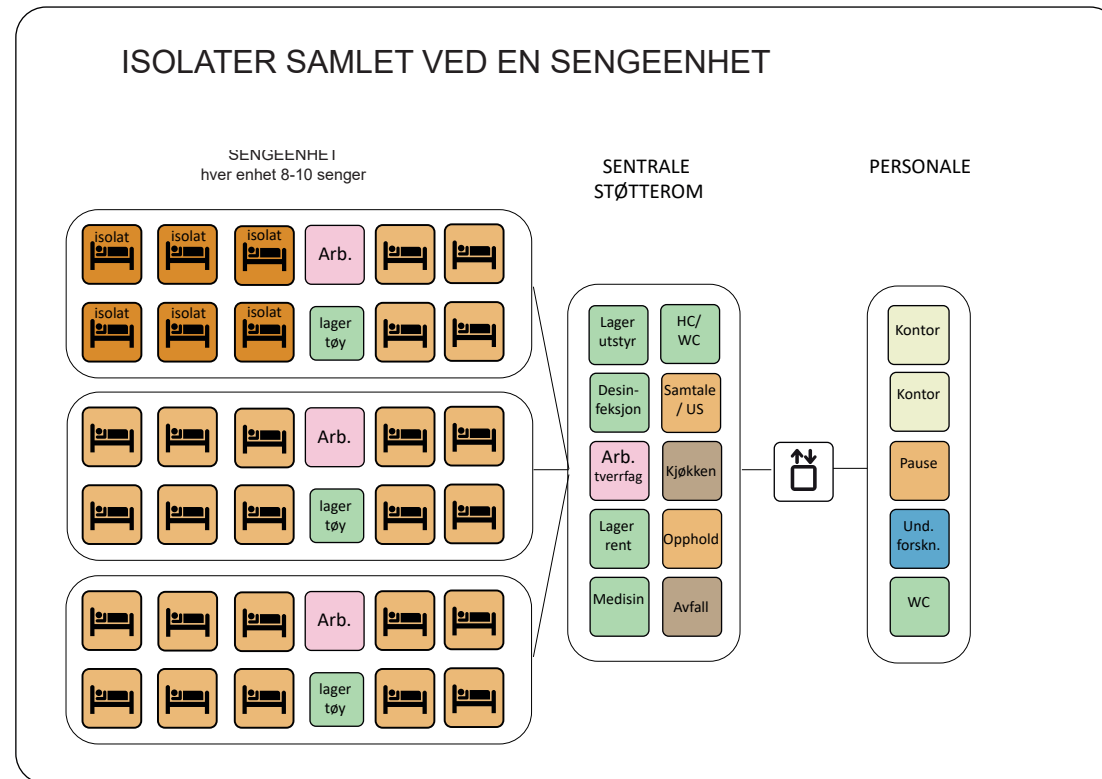 ISOLATER SAMLET VED EN SENGEENHET
SENGEENHET
hver enhet 8-10 senger
SENTRALE
STØTTEROM
PERSONALE
isolat
isolat
isolat
Arb.
isolat
isolat
isolat
lager
tøy
Arb.
lager
tøy
Arb.
lager
tøy
Lager
utstyr
HC/
WC
Desin-
feksjon
Samtale
/ US
Arb.
tverrfag
Kjøkken
Lager
rent
Opphold
Medisin
Avfall
Kontor
Kontor
Pause
Und.
forskn.
WC